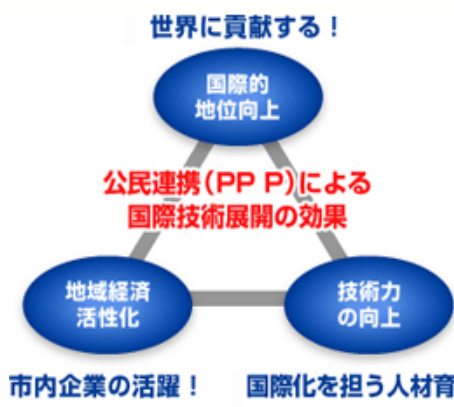 世界に貢献する！
国際的
地位向上
公民連携（PP P）による
国際技術展開の効果
地域経済
活性化
技術力
の向上
市内企業の活躍！
国際化を担う人材育